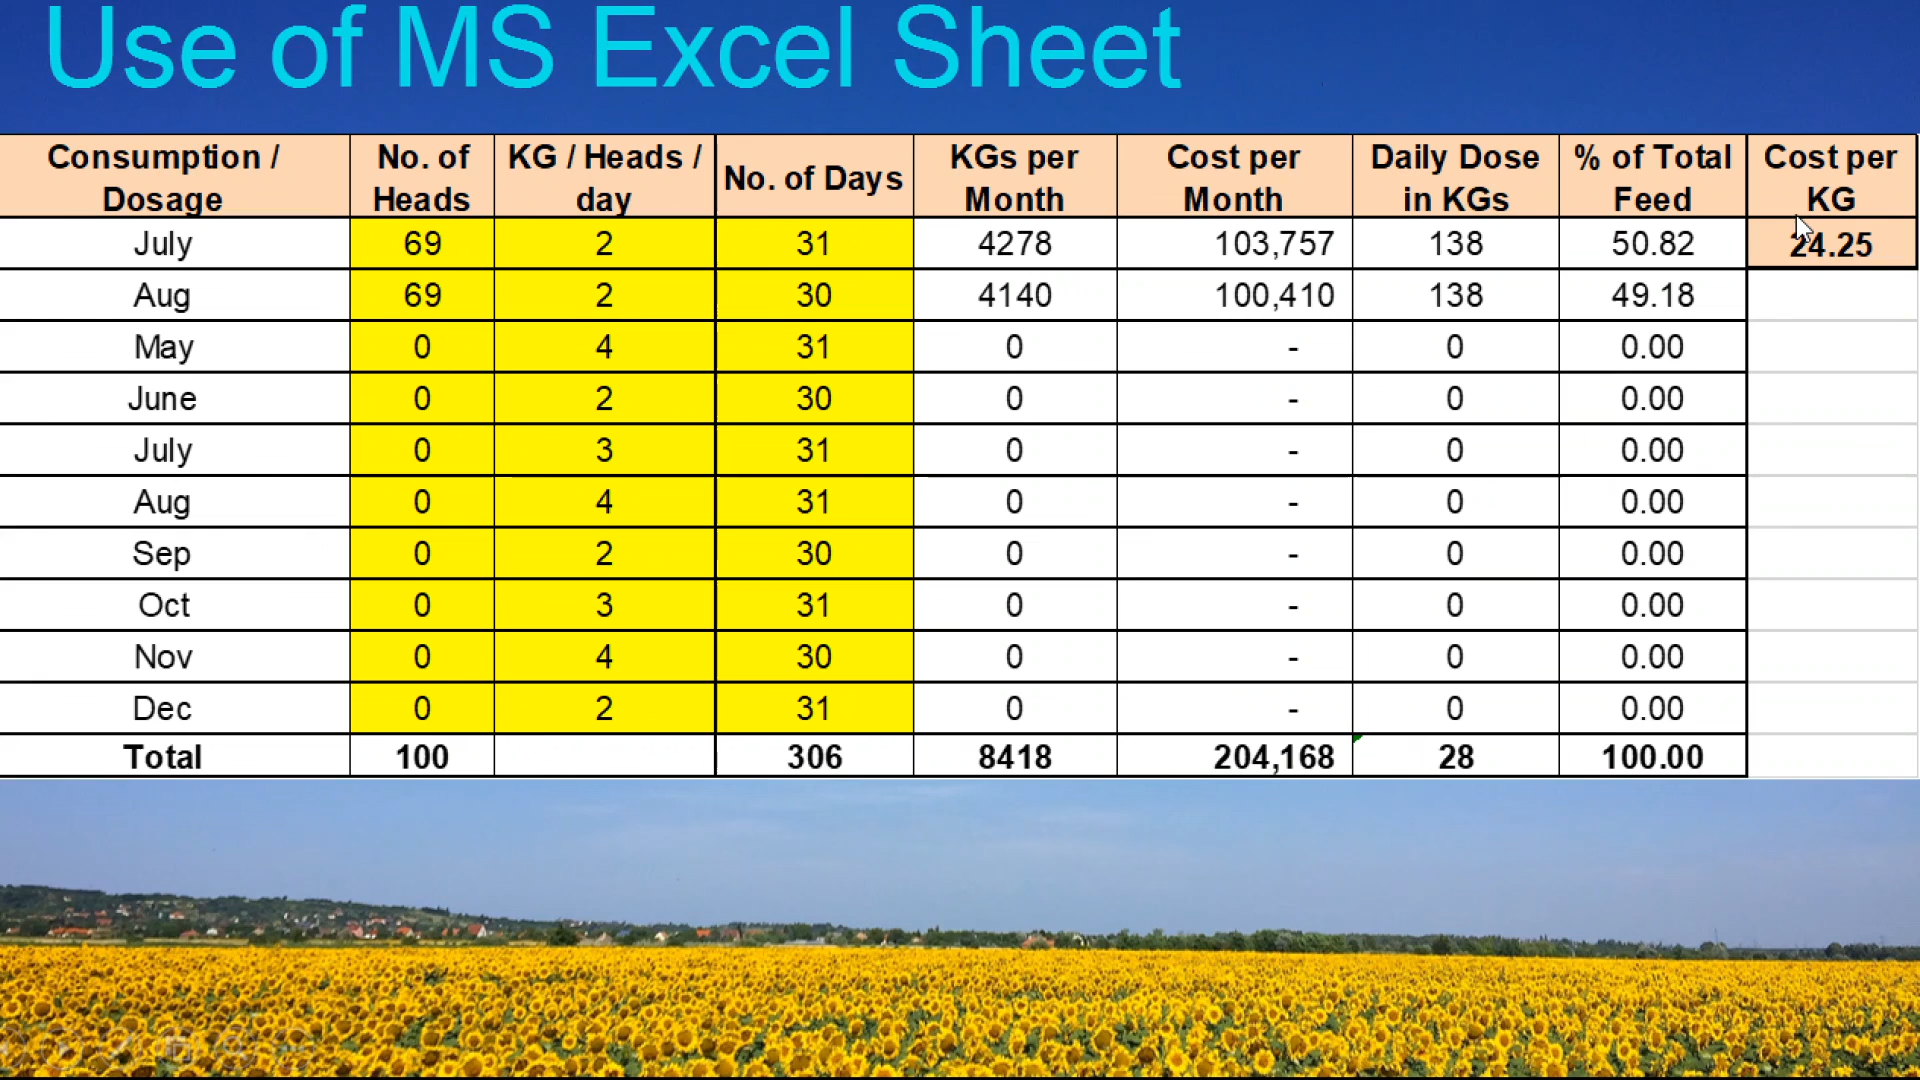 Use of MS Excel Sheet
Consumption / Dosage No. of Heads KG / Heads / day No. of Days KGs per Month Cost per Month Daily Dose in KGs % of Total Feed Cost per KG
July 69 2 31 4278 103,757 138 50.82 24.25
Aug 69 2 30 4140 100,410 138 49.18
May 0 4 31 0 - 0 0.00
June 0 2 30 0 - 0 0.00
July 0 3 31 0 - 0 0.00
Aug 0 4 31 0 - 0 0.00
Sep 0 2 30 0 - 0 0.00
Oct 0 3 31 0 - 0 0.00
Nov 0 4 30 0 - 0 0.00
Dec 0 2 31 0 - 0 0.00
Total 100 306 8418 204,168 28 100.00